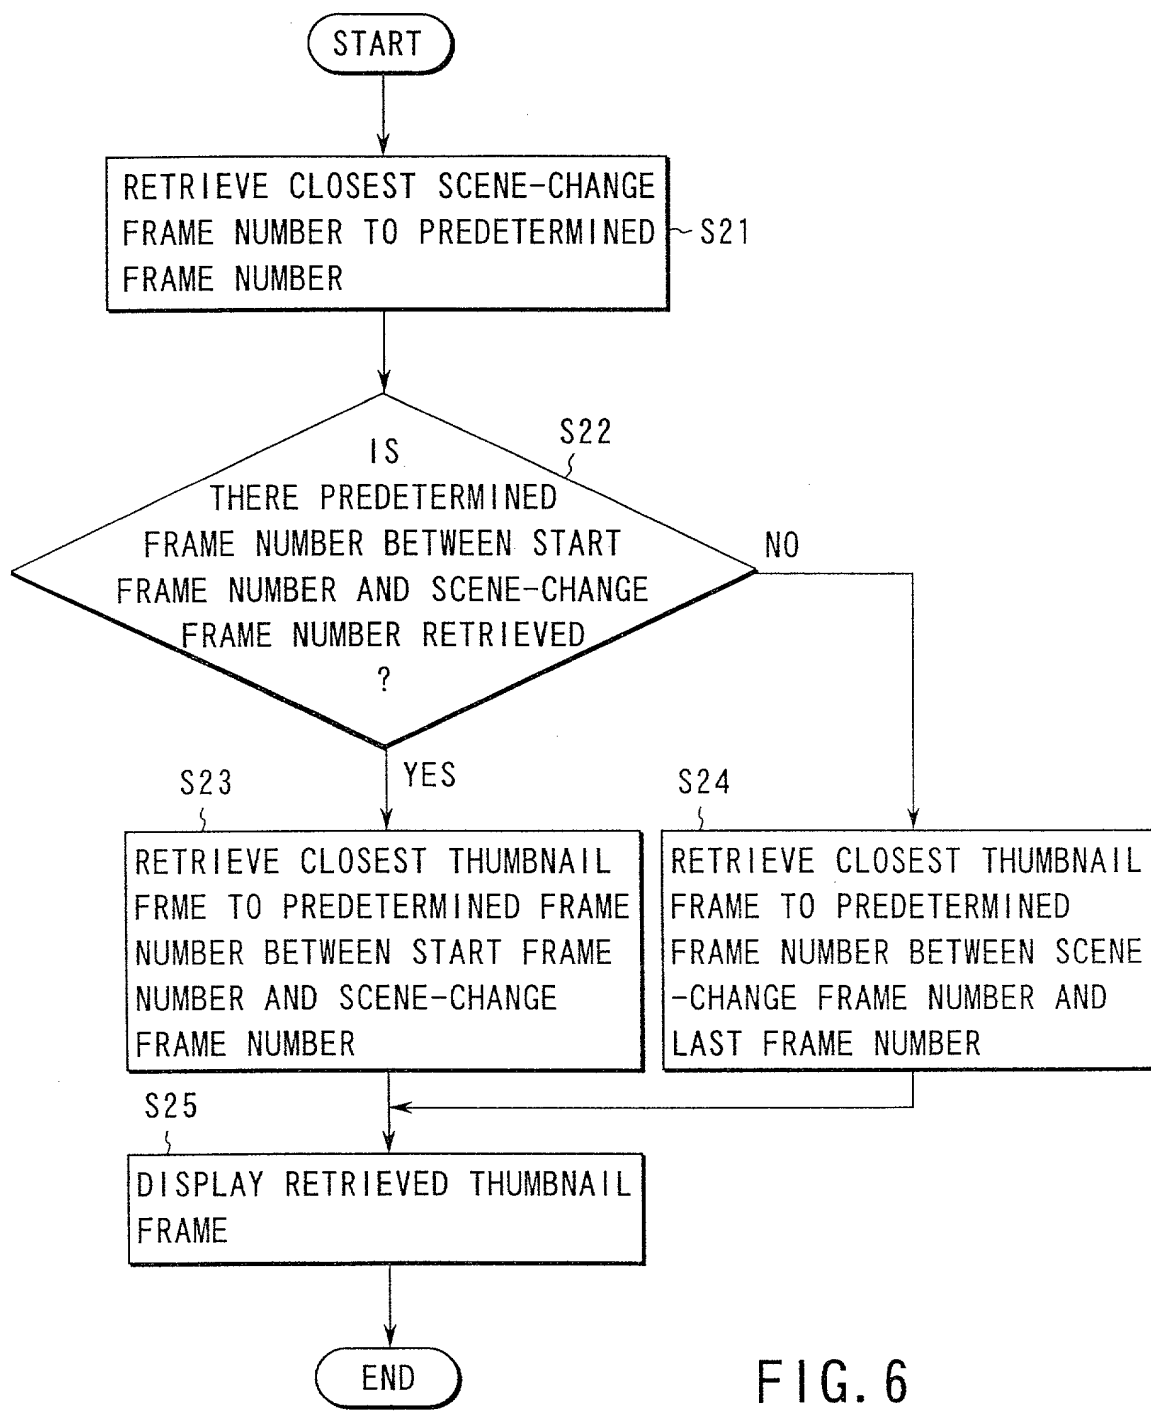 START
RETRIEVE CLOSEST SCENE-CHANGE
FRAME NUMBER TO PREDETERMINED
FRAME NUMBER
S21
S22
IS
THERE PREDETERMINED
FRAME NUMBER BETWEEN START
FRAME NUMBER AND SCENE-CHANGE
FRAME NUMBER RETRIEVED
?
NO
YES
S23
RETRIEVE CLOSEST THUMBNAIL
FRME TO PREDETERMINED FRAME
NUMBER BETWEEN START FRAME
NUMBER AND SCENE-CHANGE
FRAME NUMBER
S24
RETRIEVE CLOSEST THUMBNAIL
FRAME TO PREDETERMINED
FRAME NUMBER BETWEEN SCENE
-CHANGE FRAME NUMBER AND
LAST FRAME NUMBER
S25
DISPLAY RETRIEVED THUMBNAIL
FRAME
END
FIG. 6